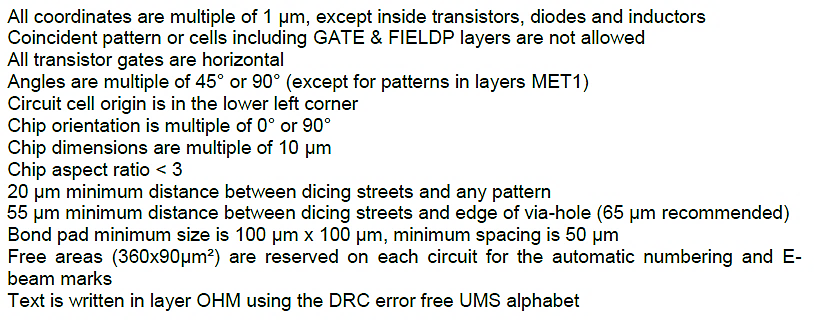 All coordinates are multiple of 1 µm, except inside transistors, diodes and inductors
Coincident pattern or cells including GATE & FIELDP layers are not allowed
All transistor gates are horizontal
Angles are multiple of 45° or 90° (except for patterns in layers MET1)
Circuit cell origin is in the lower left corner
Chip orientation is multiple of 0° or 90°
Chip dimensions are multiple of 10 µm
Chip aspect ratio < 3
20 µm minimum distance between dicing streets and any pattern
55 µm minimum distance between dicing streets and edge of via-hole (65 µm recommended)
Bond pad minimum size is 100 µm x 100 µm, minimum spacing is 50 µm
Free areas (360x90µm²) are reserved on each circuit for the automatic numbering and E-
beam marks
Text is written in layer OHM using the DRC error free UMS alphabet